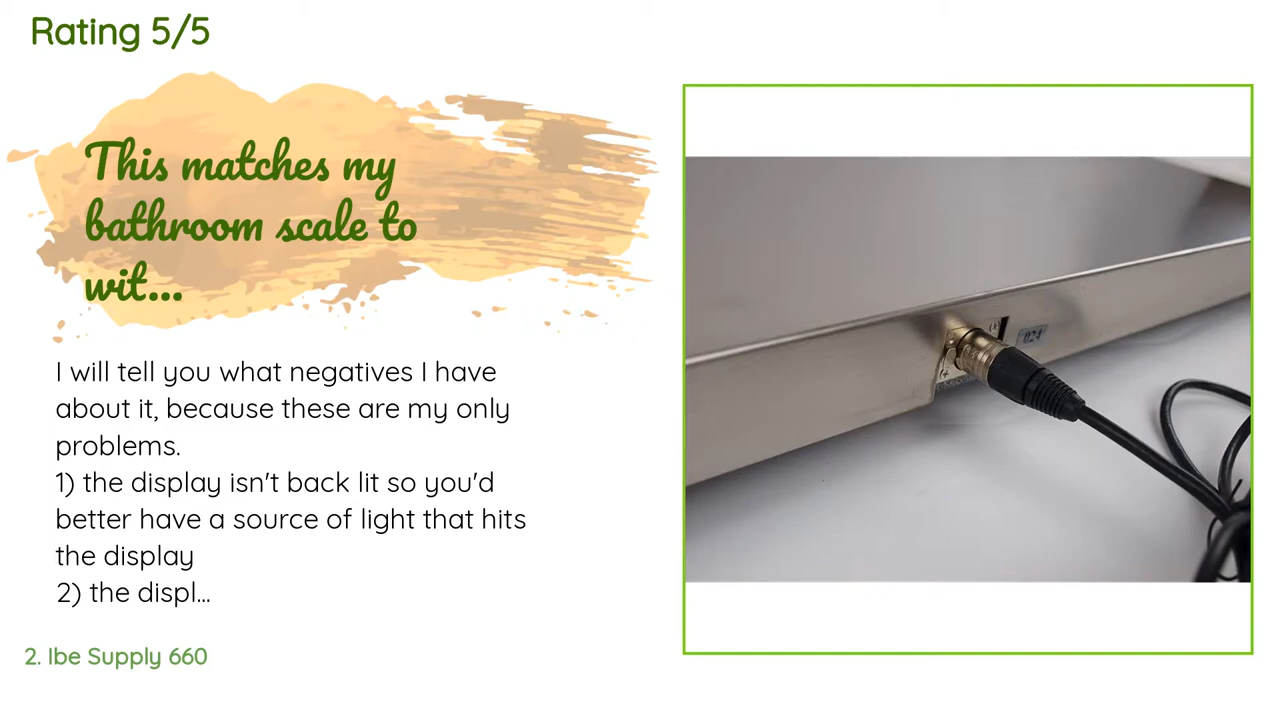 Rating 5/5
This matches my
bathroom scale to
wit...
I will tell you what negatives I have
about it, because these are my only
problems.
1) the display isn't back lit so you'd
better have a source of light that hits
the display
2) the displ...
024
2. Ibe Supply 660